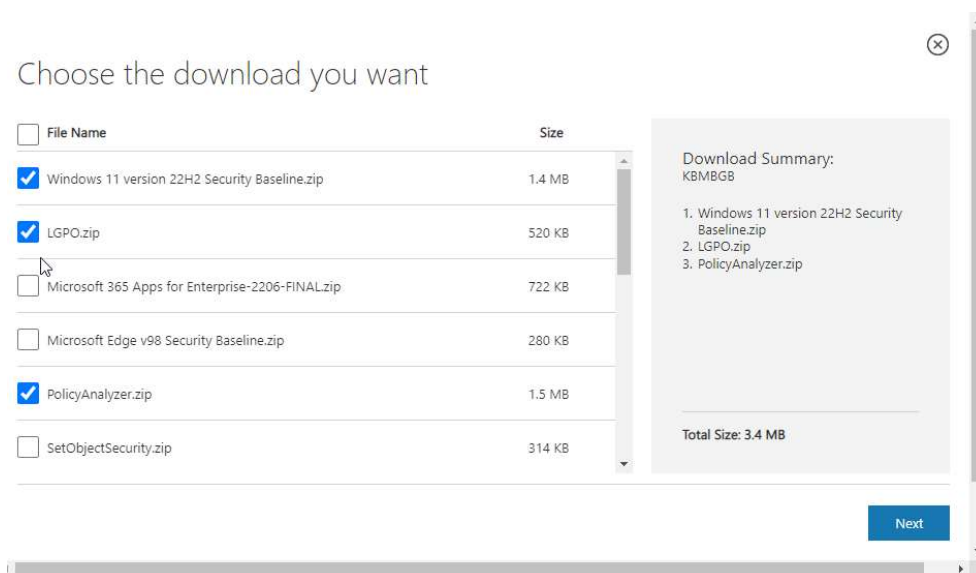 Choose the download you want
File Name Size
Windows 11 version 22H2 Security Baseline.zip 1.4 MB
LGPO.zip 520 KB
Microsoft 365 Apps for Enterprise-2206-FINAL.zip 722 KB
Microsoft Edge v98 Security Baseline.zip 280 KB
PolicyAnalyzer.zip 1.5 MB
SetObjectSecurity.zip 314 KB
Download Summary:
KBMBGB
1. Windows 11 version 22H2 Security
Baseline.zip
2. LGPO.zip
3. PolicyAnalyzer.zip
Total Size: 3.4 MB
Next